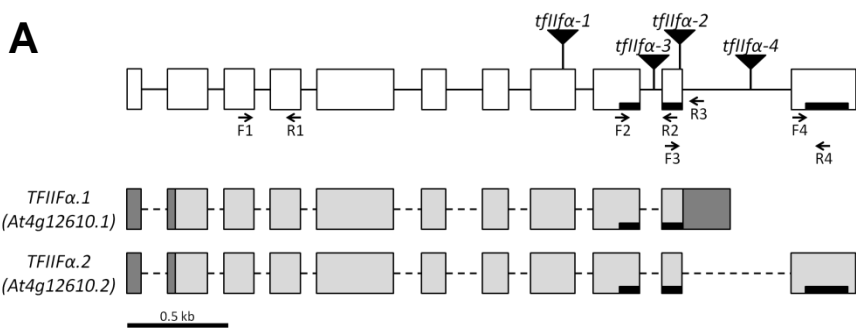 A
tfIIfα-1
tfIIfα-2
tfIIfα-3
tfIIfα-4
F1
R1
F2
R2
R3
F3
F4
R4
TFIIFα.1
(At4g12610.1)
TFIIFα.2
(At4g12610.2)
0.5 kb